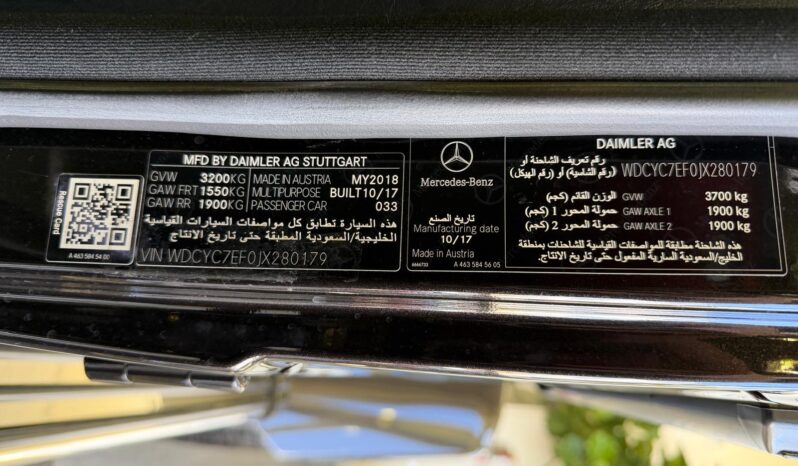 Rescue Card
A 463 584 54 00
MFD BY DAIMLER AG STUTTGART
GVW 3200KG MADE IN AUSTRIA MY2018
GAW FRT 1550KG MULTIPURPOSE BUILT10/17
GAW RR 1900KG PASSENGER CAR 033
هذه السيارة تطابق كل مواصفات السيارات القياسية
الخليجية/السعودية المطبقة حتى تاريخ الانتاج
VIN WDCYC7EF0JX280179
Mercedes-Benz
تاريخ الصنع
Manufacturing date
10/17
Made in Austria
A 463 584 56 05
DAIMLER AG
رقم تعريف الشاحنة أو
رقم (الشاسية) أو (رقم الهيكل)
WDCYC7EF0JX280179
الوزن القائم (كجم) GVW 3700 kg
حمولة المحور 1 (كجم) GAW AXLE 1 1900 kg
حمولة المحور 2 (كجم) GAW AXLE 2 1900 kg
هذه الشاحنة مطابقة للمواصفات القياسية للشاحنات بمنطقة
الخليج/السعودية السارية المفعول حتى تاريخ الانتاج.